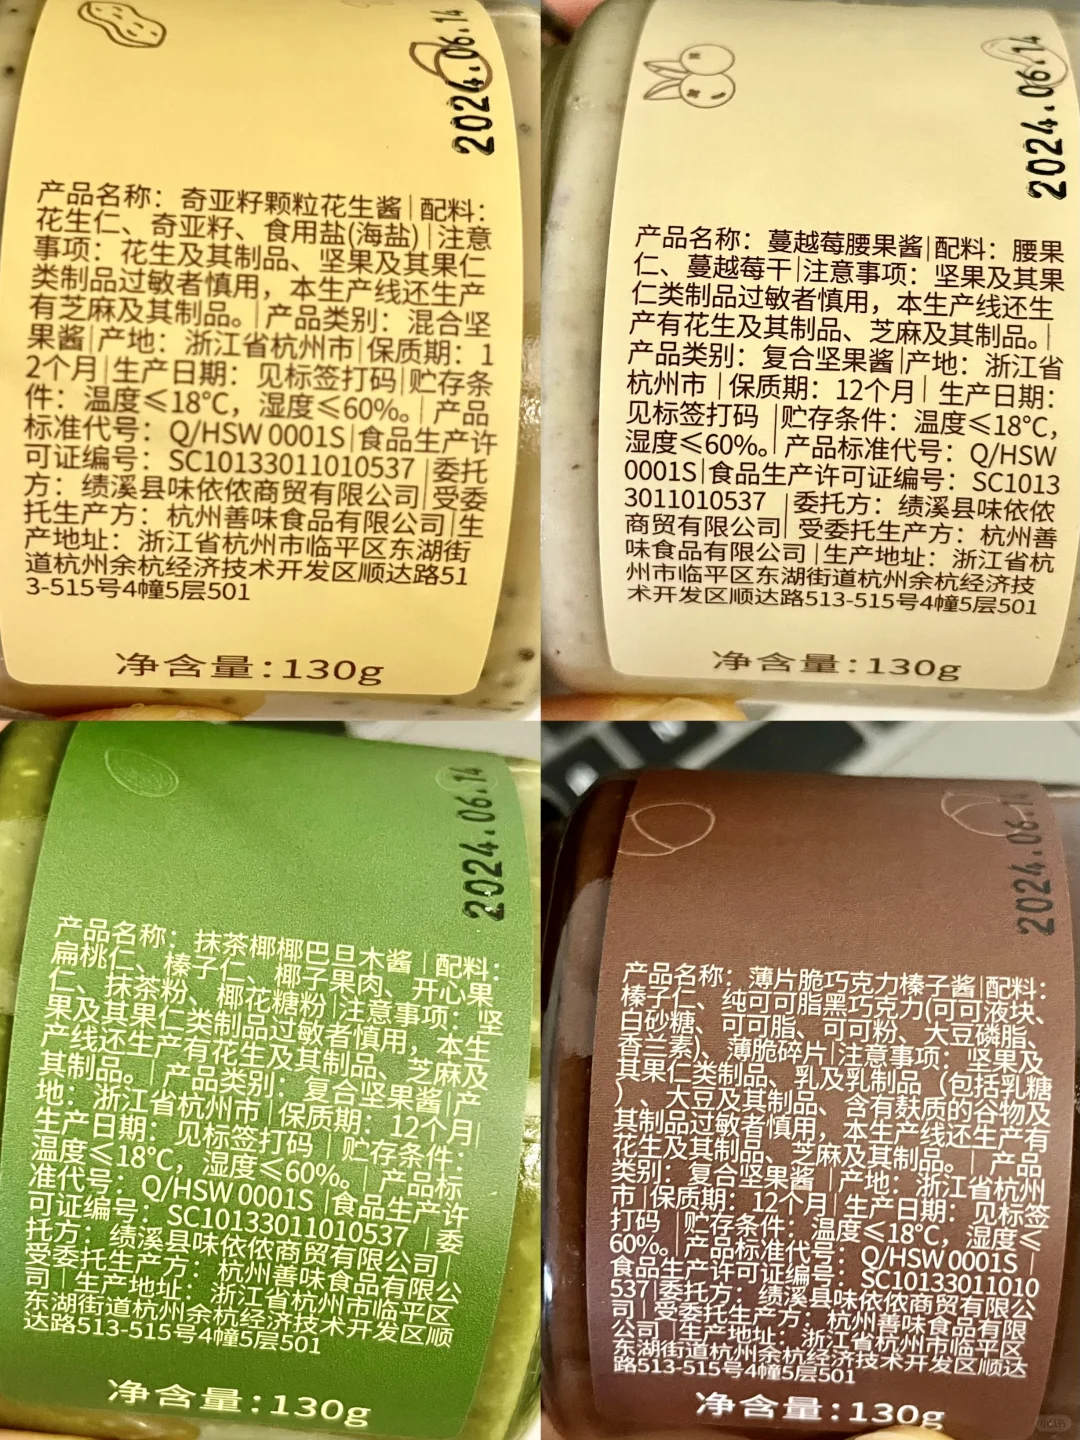 2024.06.14
产品名称：奇亚籽颗粒花生酱|配料：
花生仁、奇亚籽、食用盐(海盐)|注意
事项：花生及其制品、坚果及其果仁
类制品过敏者慎用，本生产线还生产
有芝麻及其制品。|产品类别：混合坚
果酱|产地：浙江省杭州市|保质期：1
2个月|生产日期：见标签打码|贮存条
件：温度≤18°C，湿度≤60%。|产品
标准代号：Q/HSW 0001S|食品生产许
可证编号：SC10133011010537|委托
方：绩溪县味依侬商贸有限公司|受委
托生产方：杭州善味食品有限公司|生
产地址：浙江省杭州市临平区东湖街
道杭州余杭经济技术开发区顺达路51
3-515号4幢5层501
净含量:130g
2024.06.14
产品名称：蔓越莓腰果酱|配料：腰果
仁、蔓越莓干|注意事项：坚果及其果
仁类制品过敏者慎用，本生产线还生
产有花生及其制品、芝麻及其制品。|
产品类别：复合坚果酱|产地：浙江省
杭州市|保质期：12个月|生产日期：
见标签打码|贮存条件：温度≤18°C，
湿度≤60%。|产品标准代号：Q/HSW
0001S|食品生产许可证编号：SC1013
3011010537|委托方：绩溪县味依侬
商贸有限公司|受委托生产方：杭州善
味食品有限公司|生产地址：浙江省杭
州市临平区东湖街道杭州余杭经济技
术开发区顺达路513-515号4幢5层501
净含量:130g
2024.06.14
产品名称：抹茶椰椰巴旦木酱|配料：
扁桃仁、榛子仁、椰子果肉、开心果
仁、抹茶粉、椰花糖粉|注意事项：坚
果及其果仁类制品过敏者慎用，本生
产线还生产有花生及其制品、芝麻及
其制品。|产品类别：复合坚果酱|产
地：浙江省杭州市|保质期：12个月|
生产日期：见标签打码|贮存条件：
温度≤18°C，湿度≤60%。|产品标
准代号：Q/HSW 0001S|食品生产许
可证编号：SC10133011010537|委
托方：绩溪县味依侬商贸有限公司|
受委托生产方：杭州善味食品有限公
司|生产地址：浙江省杭州市临平区
东湖街道杭州余杭经济技术开发区顺
达路513-515号4幢5层501
净含量:130g
2024.06.14
产品名称：薄片脆巧克力榛子酱|配料：
榛子仁、纯可可脂黑巧克力(可可液块、
白砂糖、可可脂、可可粉、大豆磷脂、
香兰素)、薄脆碎片|注意事项：坚果及
其果仁类制品、乳及乳制品（包括乳糖
）、大豆及其制品、含有麸质的谷物及
其制品过敏者慎用，本生产线还生产有
花生及其制品、芝麻及其制品。|产品
类别：复合坚果酱|产地：浙江省杭州
市|保质期：12个月|生产日期：见标签
打码|贮存条件：温度≤18°C，湿度≤
60%。|产品标准代号：Q/HSW 0001S|
食品生产许可证编号：SC10133011010
537|委托方：绩溪县味依侬商贸有限公
司|受委托生产方：杭州善味食品有限
公司|生产地址：浙江省杭州市临平区
东湖街道杭州余杭经济技术开发区顺达
路513-515号4幢5层501
净含量:130g